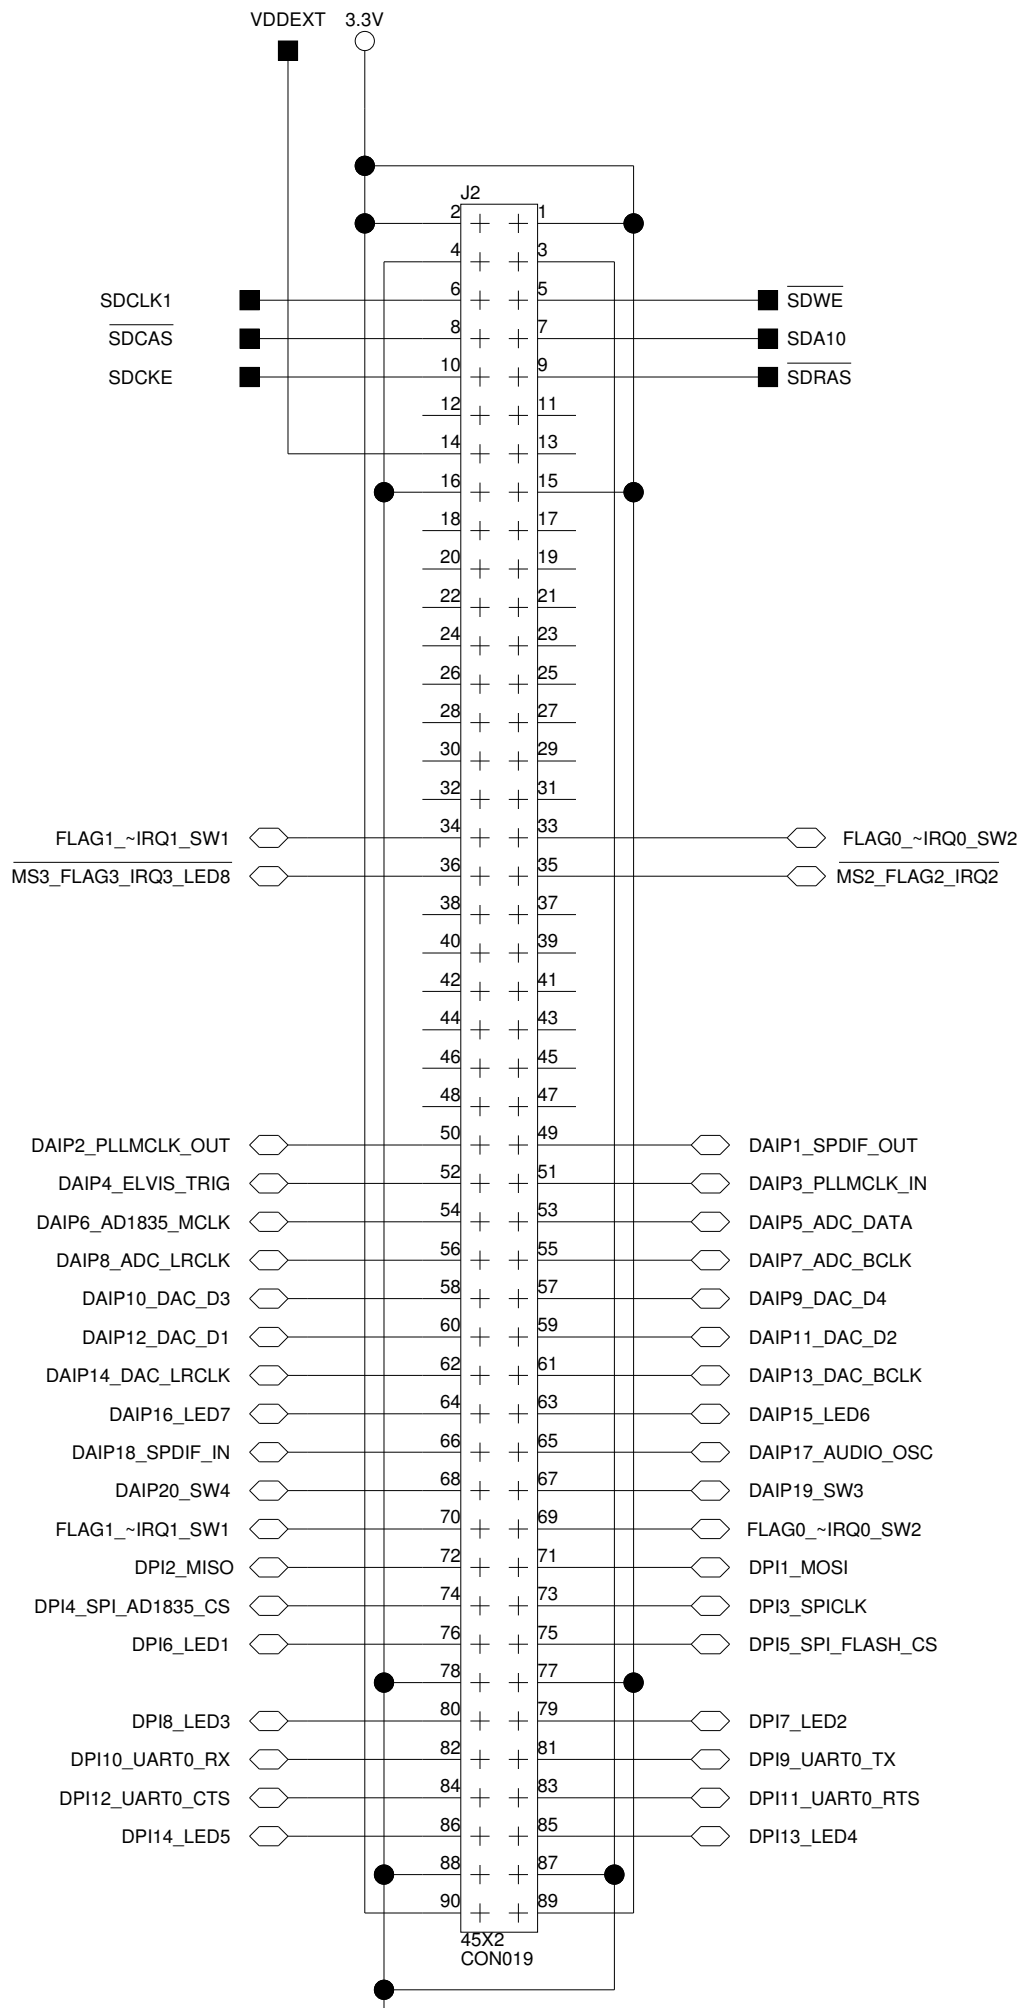 VDDEXT 3.3V
J2
2 1
4 3
SDCLK1 6 5 SDWE
SDCAS 8 7 SDA10
SDCKE 10 9 SDRAS
12 11
14 13
16 15
18 17
20 19
22 21
24 23
26 25
28 27
30 29
32 31
FLAG1_~IRQ1_SW1 34 33 FLAG0_~IRQ0_SW2
MS3_FLAG3_IRQ3_LED8 36 35 MS2_FLAG2_IRQ2
38 37
40 39
42 41
44 43
46 45
48 47
DAIP2_PLLMCLK_OUT 50 49 DAIP1_SPDIF_OUT
DAIP4_ELVIS_TRIG 52 51 DAIP3_PLLMCLK_IN
DAIP6_AD1835_MCLK 54 53 DAIP5_ADC_DATA
DAIP8_ADC_LRCLK 56 55 DAIP7_ADC_BCLK
DAIP10_DAC_D3 58 57 DAIP9_DAC_D4
DAIP12_DAC_D1 60 59 DAIP11_DAC_D2
DAIP14_DAC_LRCLK 62 61 DAIP13_DAC_BCLK
DAIP16_LED7 64 63 DAIP15_LED6
DAIP18_SPDIF_IN 66 65 DAIP17_AUDIO_OSC
DAIP20_SW4 68 67 DAIP19_SW3
FLAG1_~IRQ1_SW1 70 69 FLAG0_~IRQ0_SW2
DPI2_MISO 72 71 DPI1_MOSI
DPI4_SPI_AD1835_CS 74 73 DPI3_SPICLK
DPI6_LED1 76 75 DPI5_SPI_FLASH_CS
78 77
DPI8_LED3 80 79 DPI7_LED2
DPI10_UART0_RX 82 81 DPI9_UART0_TX
DPI12_UART0_CTS 84 83 DPI11_UART0_RTS
DPI14_LED5 86 85 DPI13_LED4
88 87
90 89
45X2
CON019